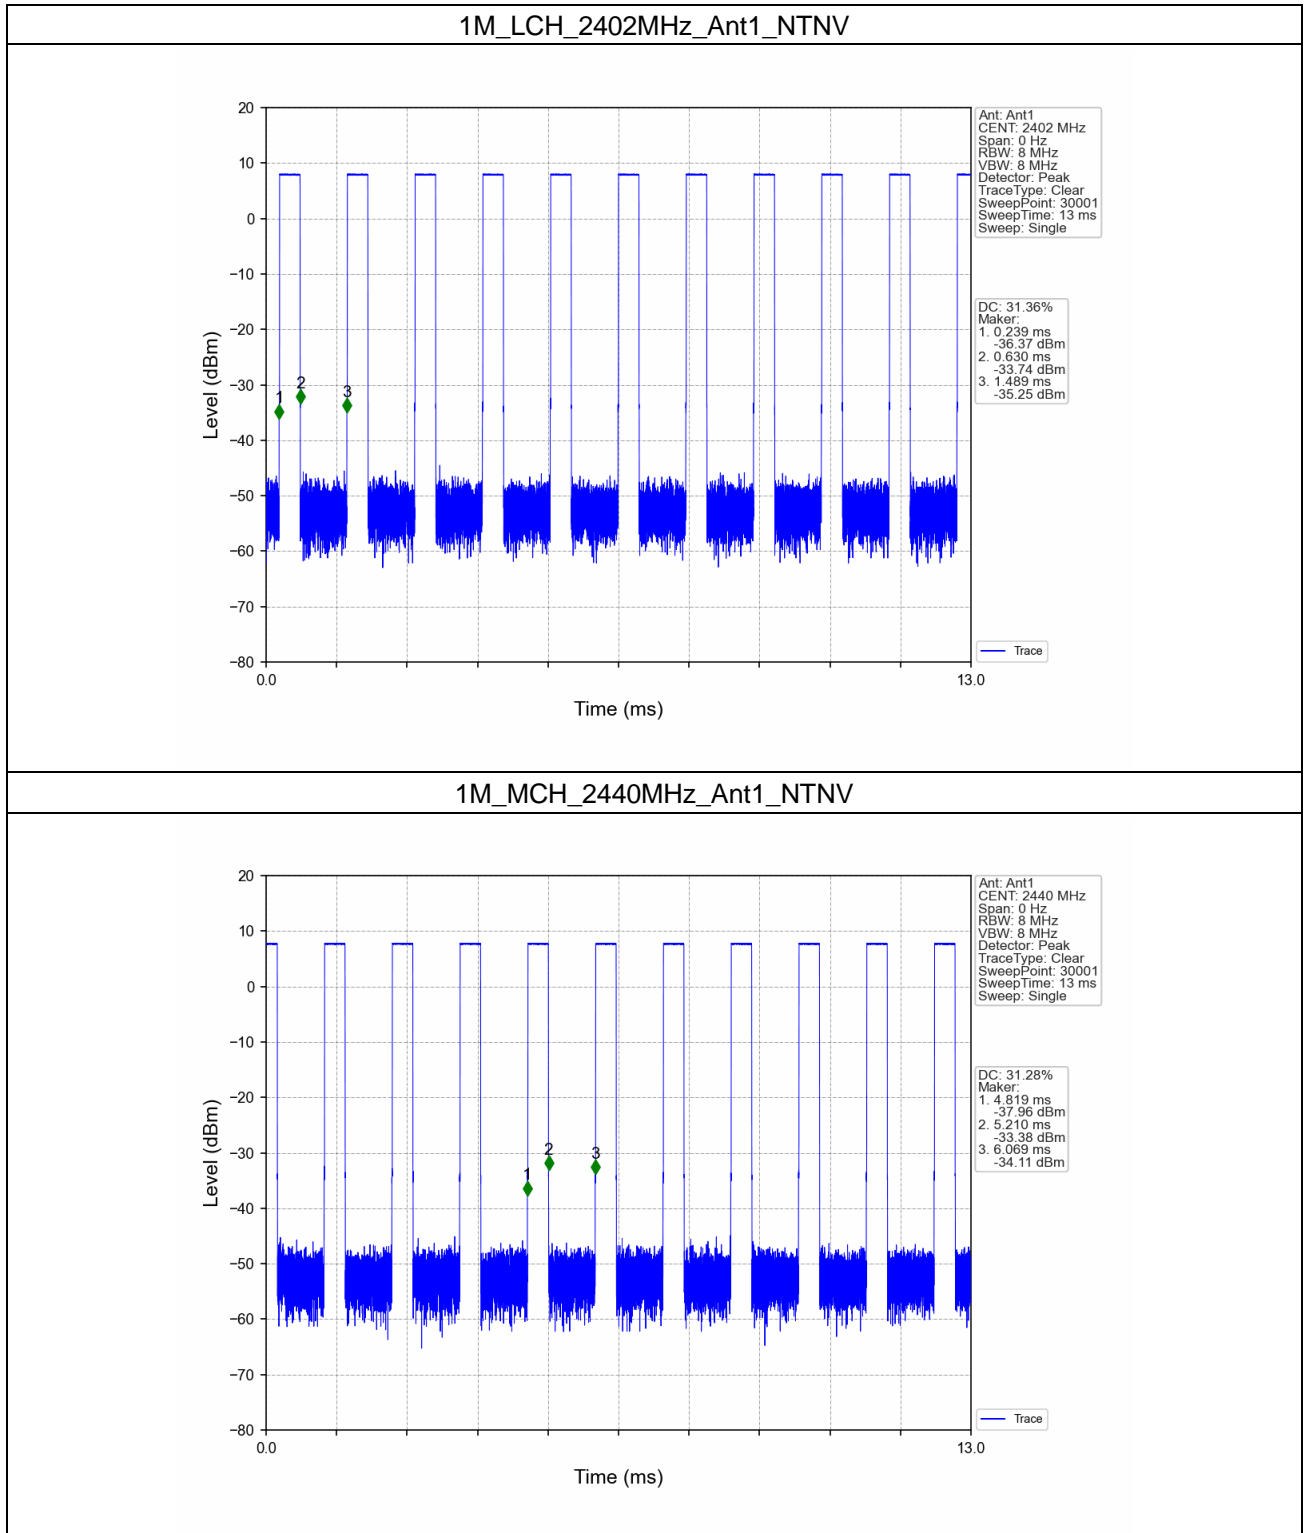 1M_LCH_2402MHz_Ant1_NTNV
20
10
0
−10
−20
−30
−40
−50
−60
−70
−80
Level (dBm)
1
2
3
0.0
13.0
Time (ms)
Ant: Ant1
CENT: 2402 MHz
Span: 0 Hz
RBW: 8 MHz
VBW: 8 MHz
Detector: Peak
TraceType: Clear
SweepPoint: 30001
SweepTime: 13 ms
Sweep: Single
DC: 31.36%
Maker:
1. 0.239 ms
-36.37 dBm
2. 0.630 ms
-33.74 dBm
3. 1.489 ms
-35.25 dBm
Trace
1M_MCH_2440MHz_Ant1_NTNV
20
10
0
−10
−20
−30
−40
−50
−60
−70
−80
Level (dBm)
1
2
3
0.0
13.0
Time (ms)
Ant: Ant1
CENT: 2440 MHz
Span: 0 Hz
RBW: 8 MHz
VBW: 8 MHz
Detector: Peak
TraceType: Clear
SweepPoint: 30001
SweepTime: 13 ms
Sweep: Single
DC: 31.28%
Maker:
1. 4.819 ms
-37.96 dBm
2. 5.210 ms
-33.38 dBm
3. 6.069 ms
-34.11 dBm
Trace